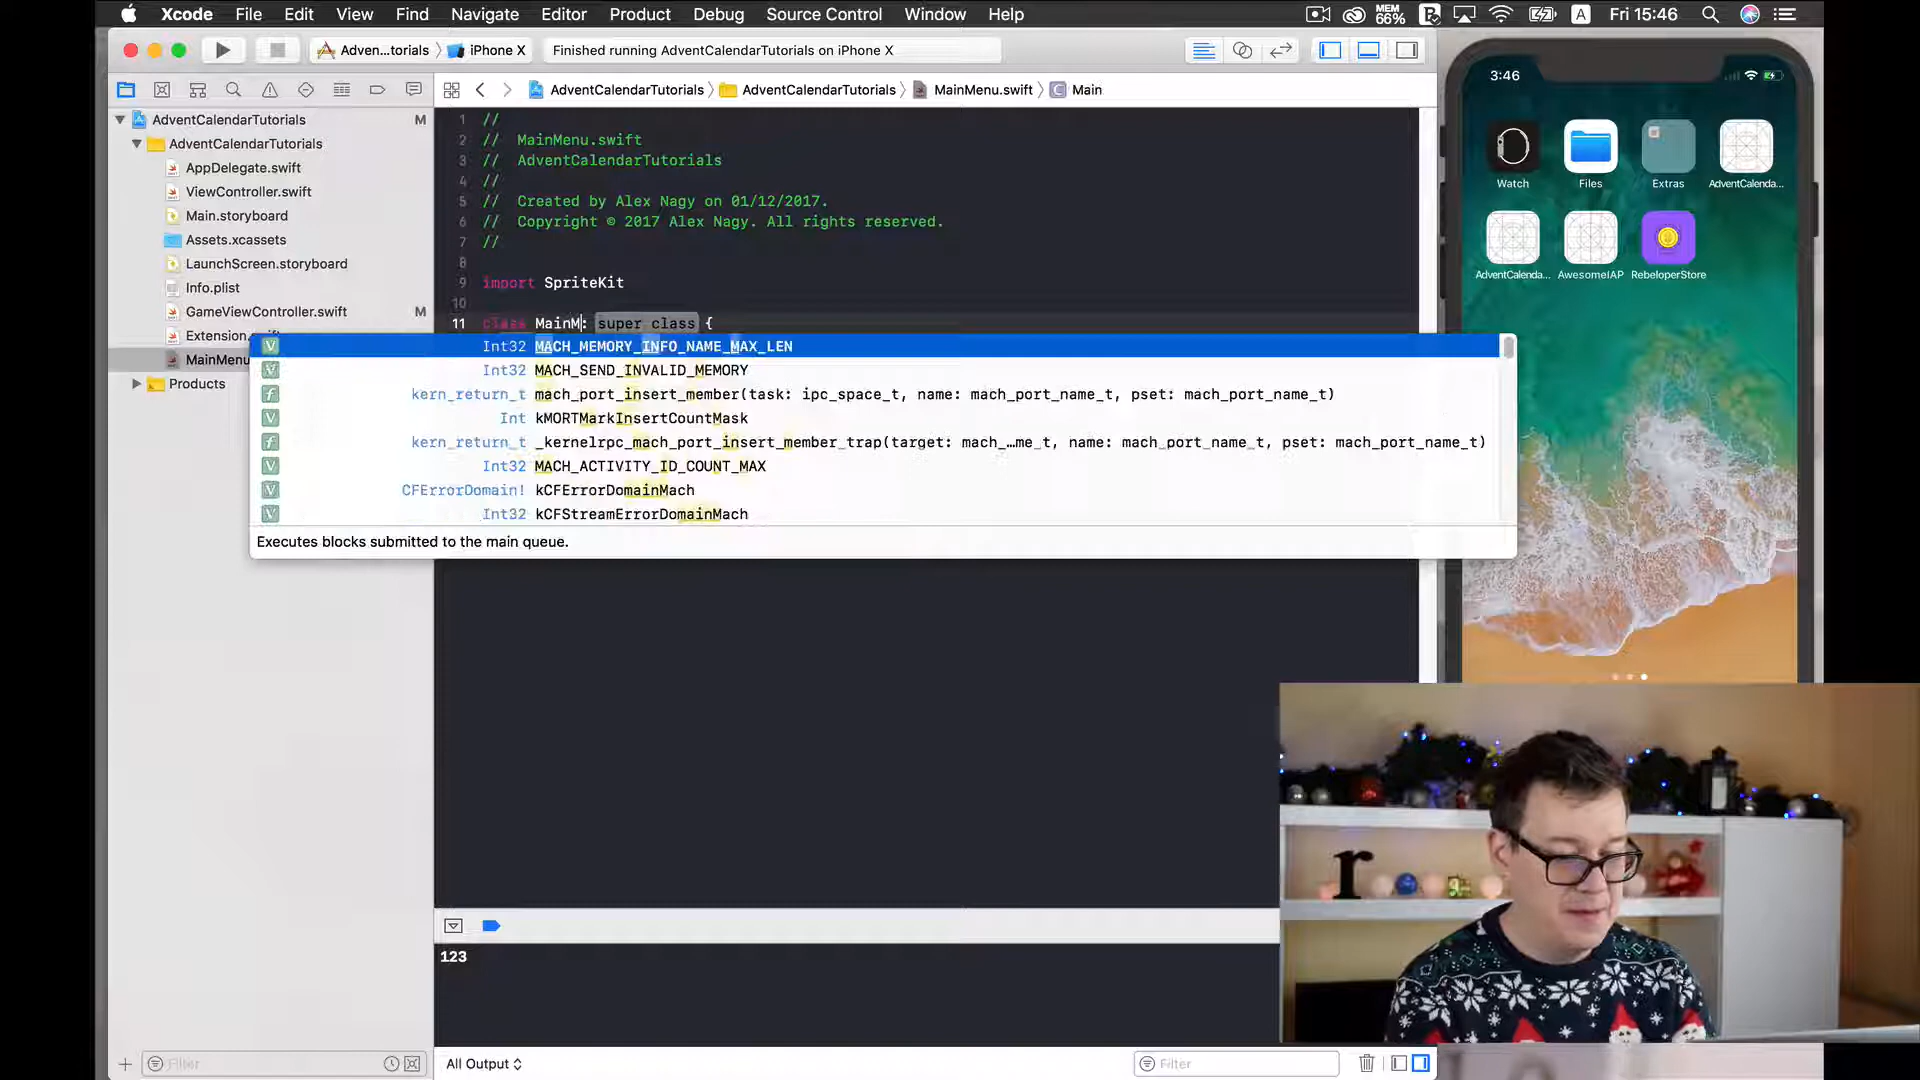 Xcode File Edit View Find Navigate Editor Product Debug Source Control Window Help MEM 66% A Fri 15:46
Adven...torials iPhone X Finished running AdventCalendarTutorials on iPhone X
AdventCalendarTutorials AdventCalendarTutorials MainMenu.swift C Main
AdventCalendarTutorials M
AdventCalendarTutorials
AppDelegate.swift
ViewController.swift
Main.storyboard
Assets.xcassets
LaunchScreen.storyboard
Info.plist
GameViewController.swift M
Extension.
MainMenu
Products
1 //
2 // MainMenu.swift
3 // AdventCalendarTutorials
4 //
5 // Created by Alex Nagy on 01/12/2017.
6 // Copyright © 2017 Alex Nagy. All rights reserved.
7 //
8
9 import SpriteKit
10
11 class MainM: super class {
V Int32 MACH_MEMORY_INFO_NAME_MAX_LEN
V Int32 MACH_SEND_INVALID_MEMORY
f kern_return_t mach_port_insert_member(task: ipc_space_t, name: mach_port_name_t, pset: mach_port_name_t)
V Int kMORTMarkInsertCountMask
f kern_return_t _kernelrpc_mach_port_insert_member_trap(target: mach_…me_t, name: mach_port_name_t, pset: mach_port_name_t)
V Int32 MACH_ACTIVITY_ID_COUNT_MAX
V CFErrorDomain! kCFErrorDomainMach
V Int32 kCFStreamErrorDomainMach
Executes blocks submitted to the main queue.
3:46
Watch Files Extras AdventCalenda...
AdventCalenda... AwesomeIAP RebeloperStore
r
123
Filter
All Output
Filter